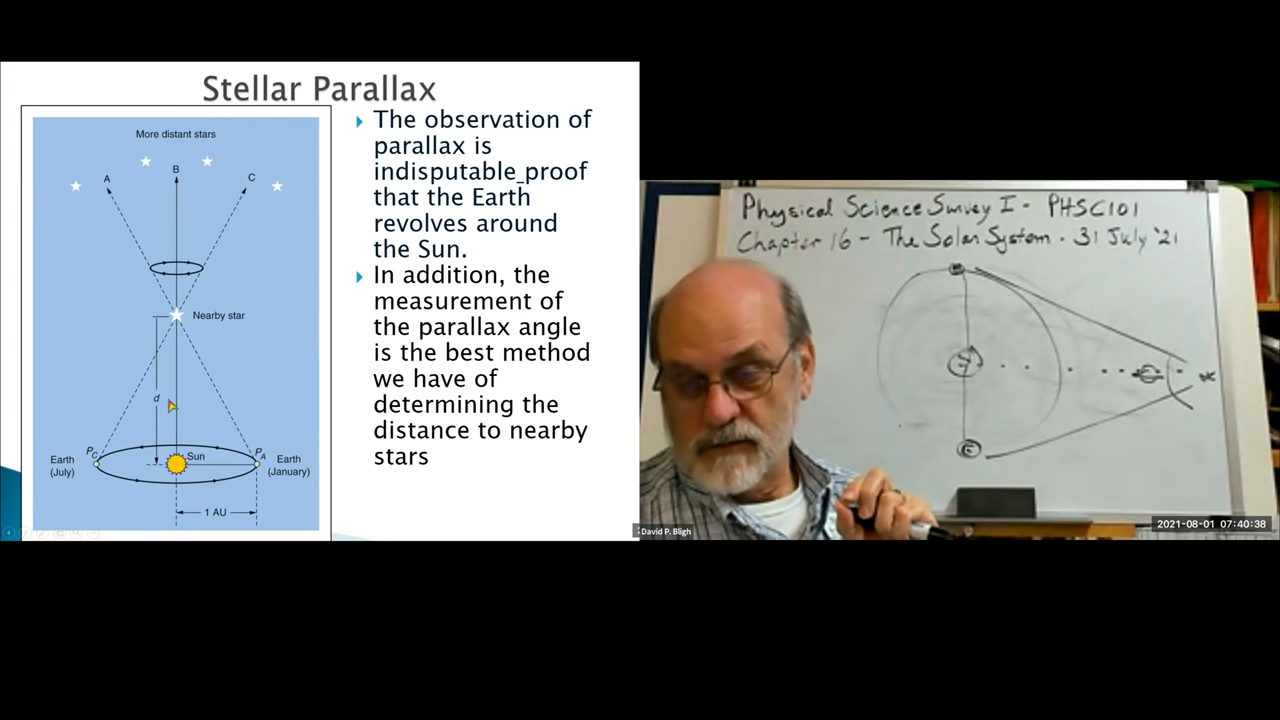 Stellar Parallax
More distant stars
A
B
C
Nearby star
d
Earth
(July)
PC
Sun
PA
Earth
(January)
1 AU
The observation of
parallax is
indisputable proof
that the Earth
revolves around
the Sun.
In addition, the
measurement of
the parallax angle
is the best method
we have of
determining the
distance to nearby
stars
Physical Science Survey I - PHSC101
Chapter 16 - The Solar System - 31 July '21
E
David P. Bligh
2021-08-01 07:40:38